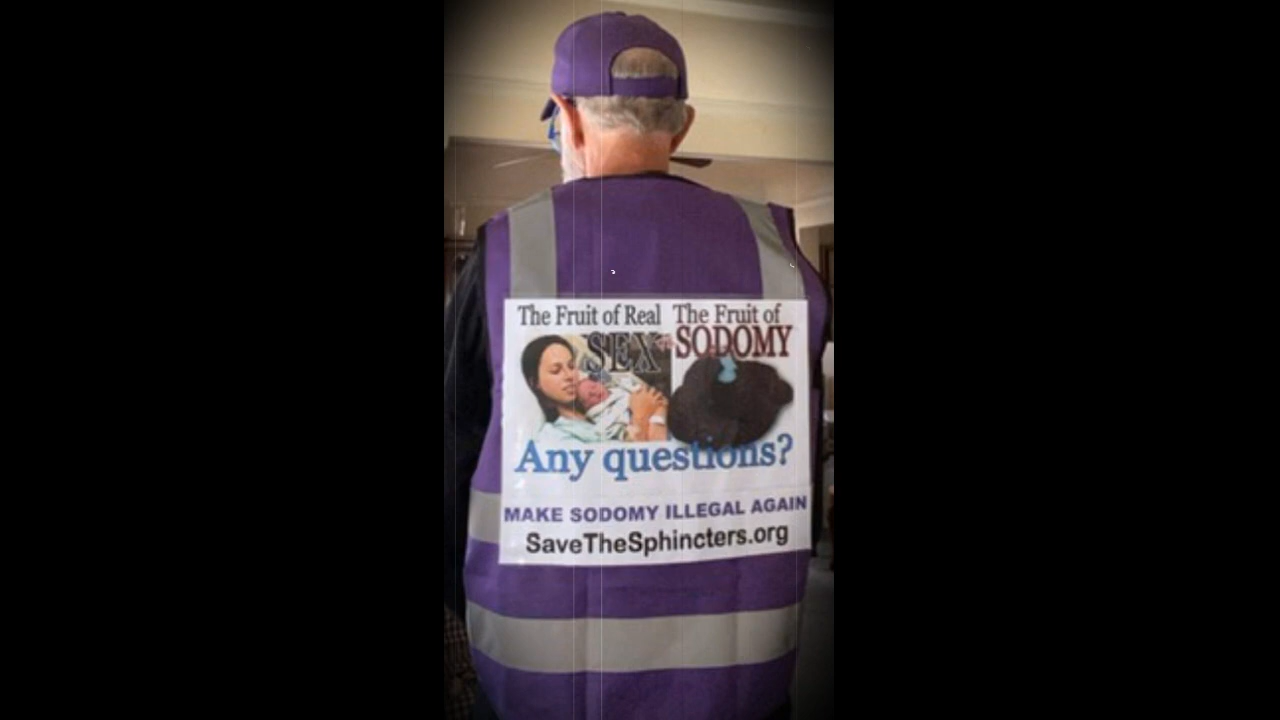 The Fruit of Real The Fruit of
SEX SODOMY
Any questions?
MAKE SODOMY ILLEGAL AGAIN
SaveTheSphincters.org